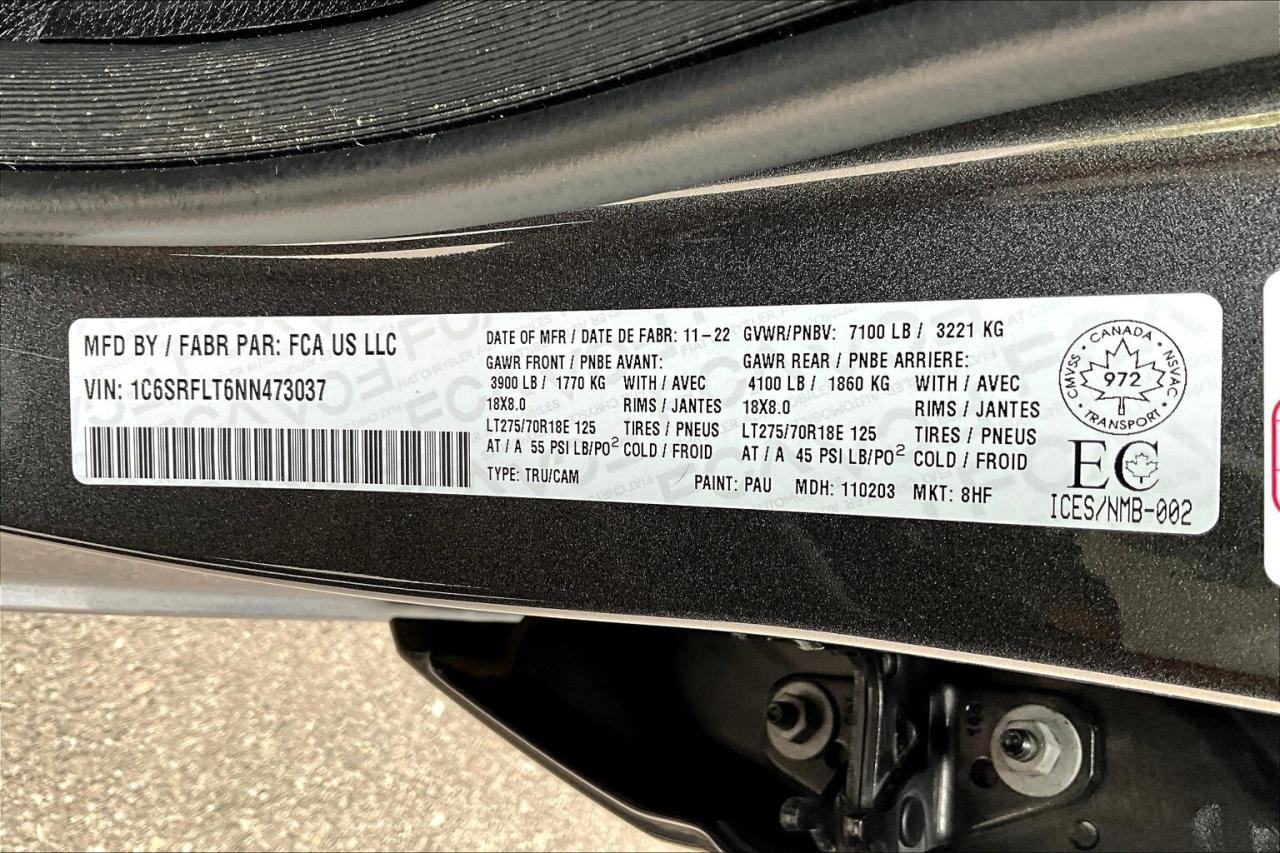 MFD BY / FABR PAR: FCA US LLC
VIN: 1C6SRFLT6NN473037
DATE OF MFR / DATE DE FABR: 11-22 GVWR/PNBV: 7100 LB / 3221 KG
GAWR FRONT / PNBE AVANT: GAWR REAR / PNBE ARRIERE:
3900 LB / 1770 KG WITH / AVEC 4100 LB / 1860 KG WITH / AVEC
18X8.0 RIMS / JANTES 18X8.0 RIMS / JANTES
LT275/70R18E 125 TIRES / PNEUS LT275/70R18E 125 TIRES / PNEUS
AT / A 55 PSI LB/PO² COLD / FROID AT / A 45 PSI LB/PO² COLD / FROID
TYPE: TRU/CAM PAINT: PAU MDH: 110203 MKT: 8HF
CANADA
CMVSS · NSVAC
972
TRANSPORT
EC
ICES/NMB-002